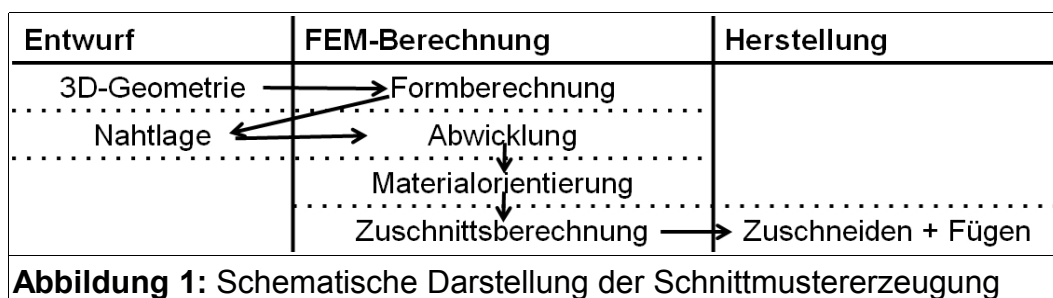 Entwurf FEM-Berechnung Herstellung
3D-Geometrie Formberechnung
Nahtlage Abwicklung
Materialorientierung
Zuschnittsberechnung Zuschneiden + Fügen
Abbildung 1: Schematische Darstellung der Schnittmustererzeugung